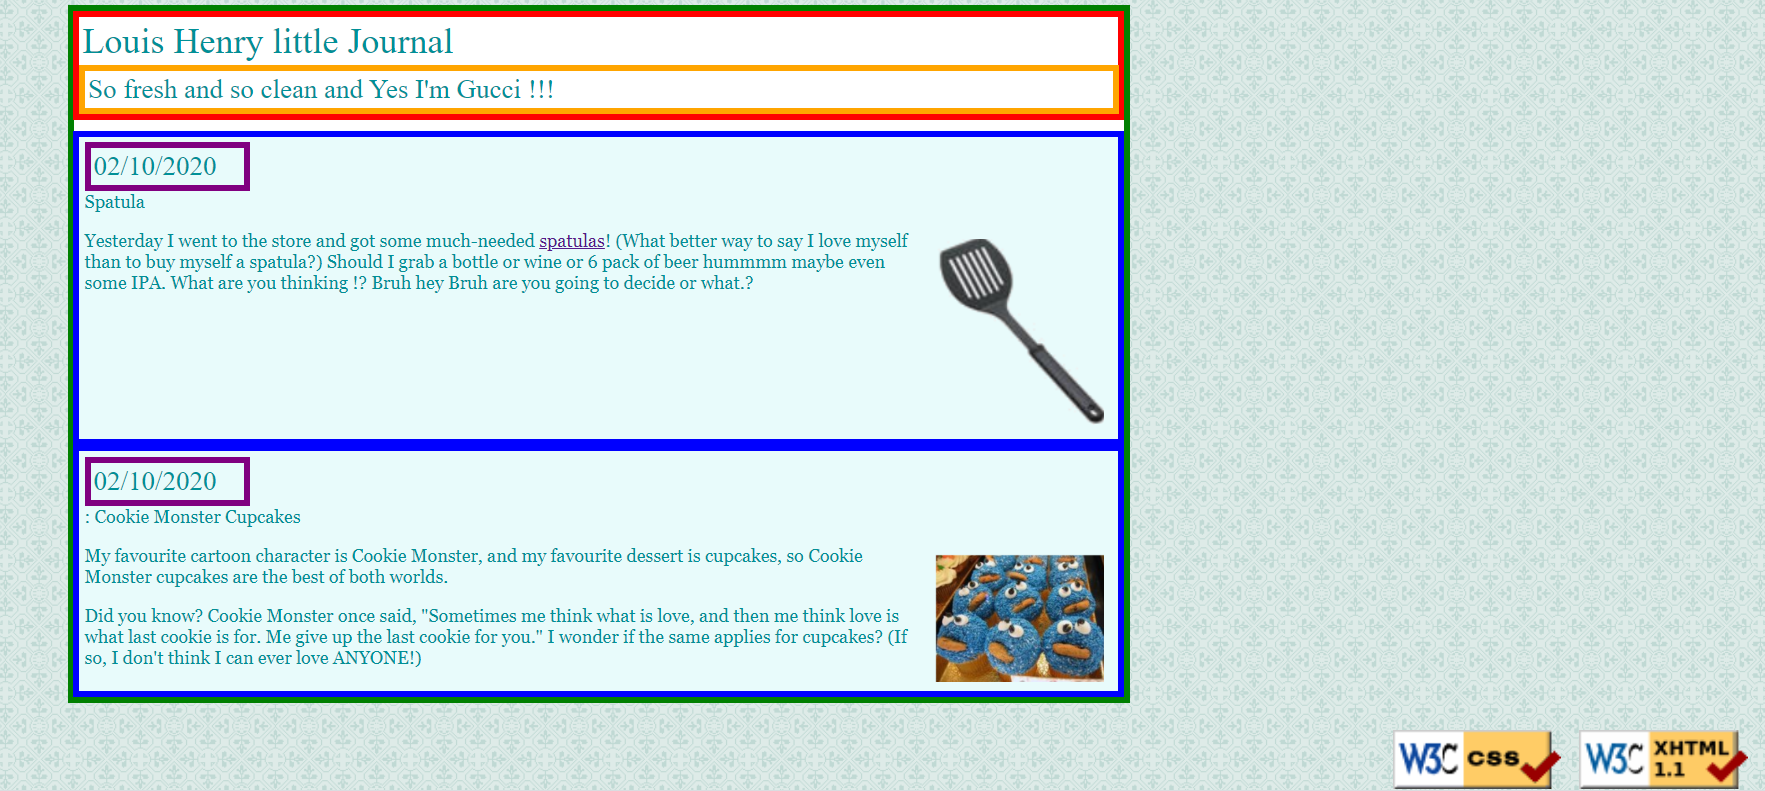 Louis Henry little Journal
So fresh and so clean and Yes I'm Gucci !!!
02/10/2020
Spatula
Yesterday I went to the store and got some much-needed spatulas! (What better way to say I love myself
than to buy myself a spatula?) Should I grab a bottle or wine or 6 pack of beer hummmm maybe even
some IPA. What are you thinking !? Bruh hey Bruh are you going to decide or what.?
02/10/2020
: Cookie Monster Cupcakes
My favourite cartoon character is Cookie Monster, and my favourite dessert is cupcakes, so Cookie
Monster cupcakes are the best of both worlds.
Did you know? Cookie Monster once said, "Sometimes me think what is love, and then me think love is
what last cookie is for. Me give up the last cookie for you." I wonder if the same applies for cupcakes? (If
so, I don't think I can ever love ANYONE!)
W3C css
W3C XHTML
1.1